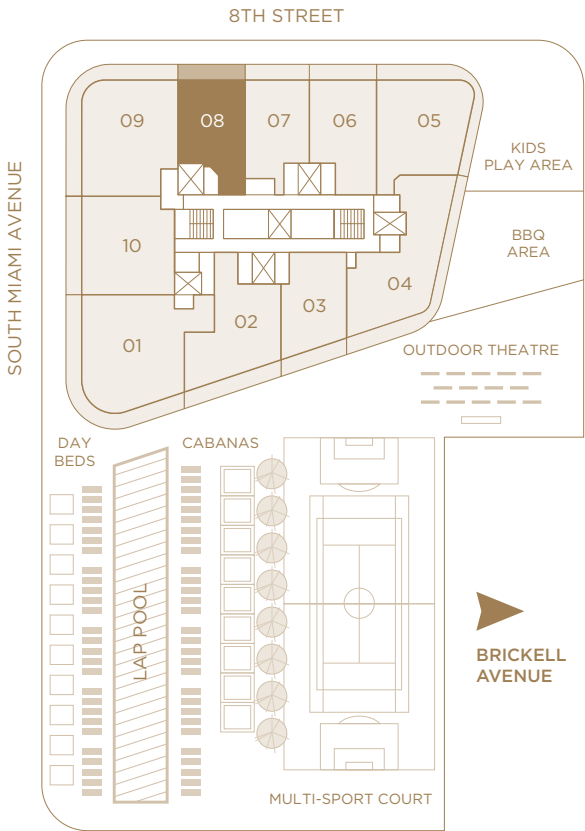 8TH STREET
SOUTH MIAMI AVENUE
09
08
07
06
05
KIDS
PLAY AREA
BBQ
AREA
10
04
03
02
01
OUTDOOR THEATRE
DAY
BEDS
CABANAS
LAP POOL
BRICKELL
AVENUE
MULTI-SPORT COURT